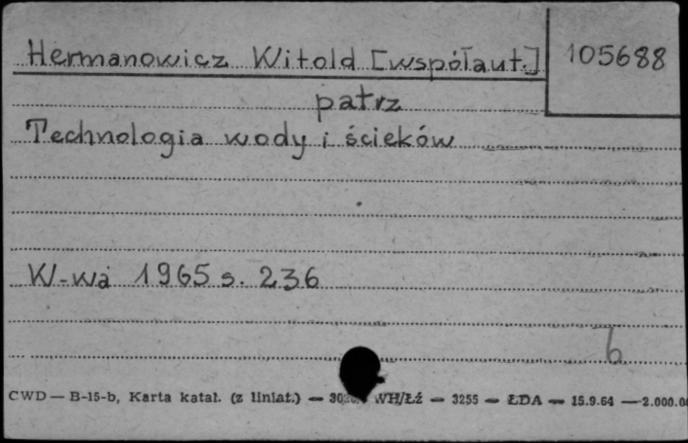 Hermanowicz Witold [współaut.] 105688
patrz
Technologia wody i ścieków
W-wa 1965 s. 236
6
CWD — B-15-b, Karta katal. (z liniat.) — WH/Łź — 3255 — ŁDA — 15.9.64 — 2.000.0